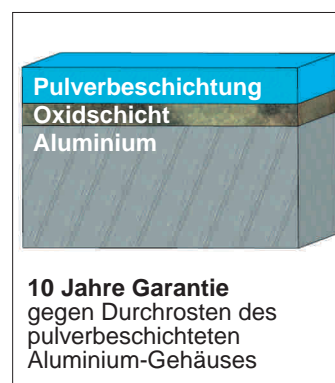 Pulverbeschichtung
Oxidschicht
Aluminium
10 Jahre Garantie
gegen Durchrosten des
pulverbeschichteten
Aluminium-Gehäuses